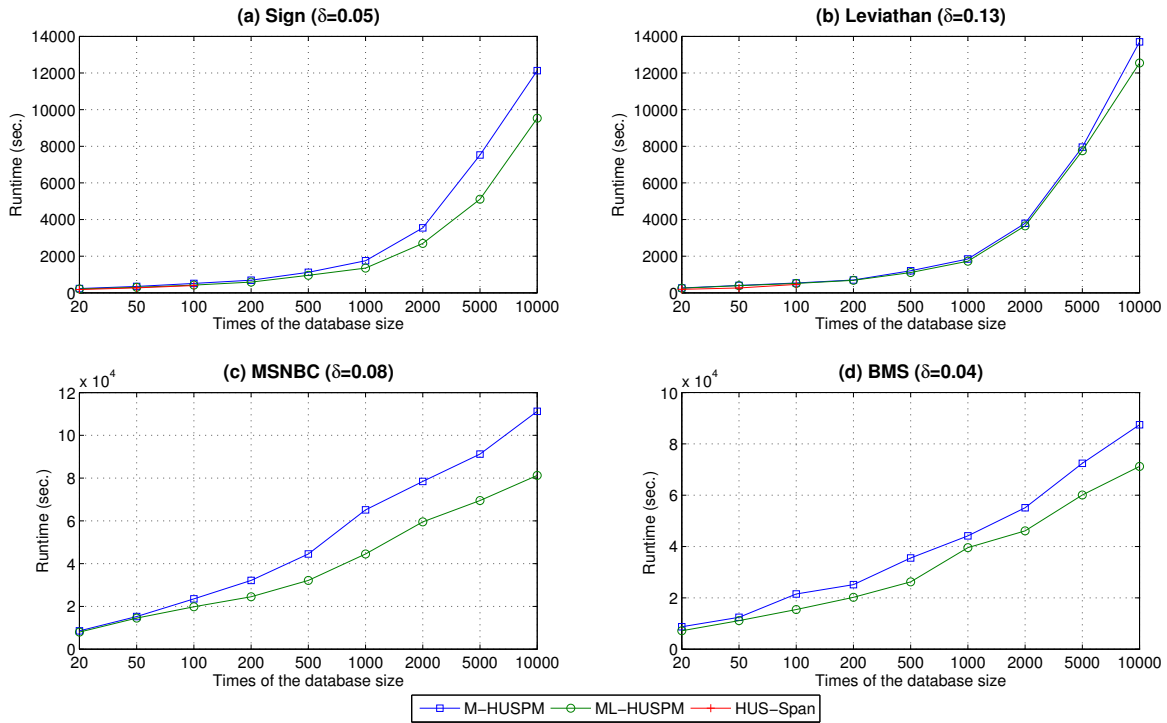 (a) Sign (δ=0.05)
14000
12000
10000
8000
6000
4000
2000
0
Runtime (sec.)
20 50 100 200 500 1000 2000 5000 10000
Times of the database size
(b) Leviathan (δ=0.13)
14000
12000
10000
8000
6000
4000
2000
0
Runtime (sec.)
20 50 100 200 500 1000 2000 5000 10000
Times of the database size
(c) MSNBC (δ=0.08)
x 10^4
12
10
8
6
4
2
0
Runtime (sec.)
20 50 100 200 500 1000 2000 5000 10000
Times of the database size
(d) BMS (δ=0.04)
x 10^4
10
8
6
4
2
0
Runtime (sec.)
20 50 100 200 500 1000 2000 5000 10000
Times of the database size
M−HUSPM ML−HUSPM HUS−Span